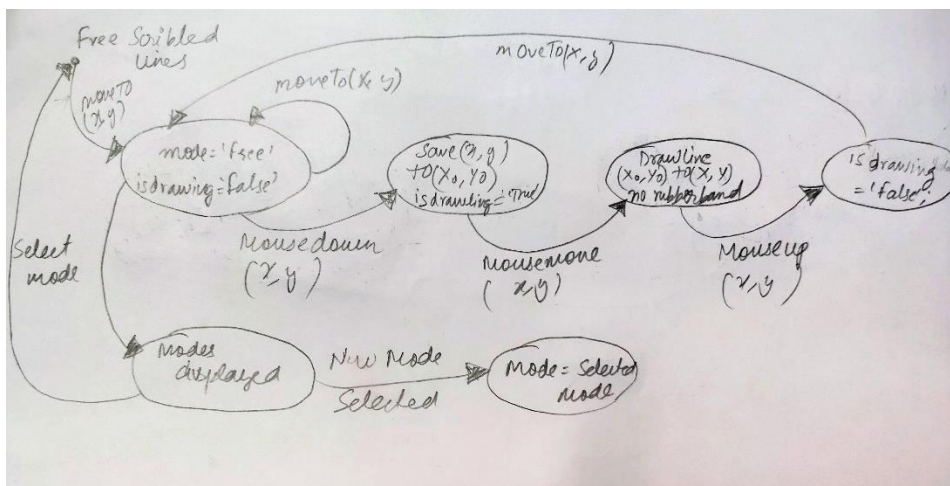 Free Scribbled
Lines
moveTo(x,y)
moveTo
(x,y)
moveTo(x,y)
mode='free'
isdrawing='false'
Save(x,y)
to(x0,y0)
isdrawing='True'
Drawline
(x0,y0) to(x,y)
no rubberband
is drawing
='false'
Mousedown
(x,y)
Mousemove
(x,y)
Mouseup
(x,y)
Select
mode
Modes
displayed
New Mode
Selected
Mode = Selected
mode